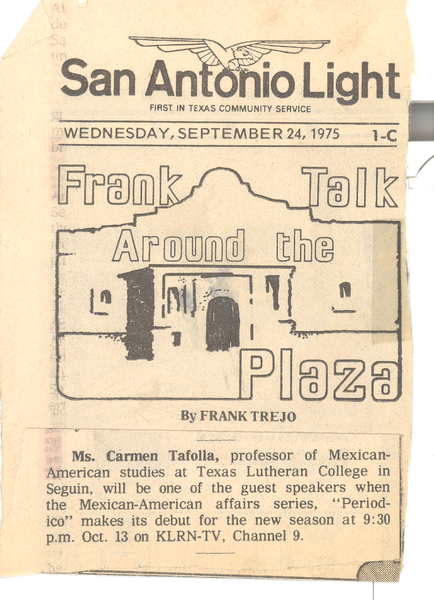 San Antonio Light
FIRST IN TEXAS COMMUNITY SERVICE
WEDNESDAY, SEPTEMBER 24, 1975 1-C
Frank Talk
Around the
Plaza
By FRANK TREJO
Ms. Carmen Tafolla, professor of Mexican-
American studies at Texas Lutheran College in
Seguin, will be one of the guest speakers when
the Mexican-American affairs series, “Period-
ico” makes its debut for the new season at 9:30
p.m. Oct. 13 on KLRN-TV, Channel 9.